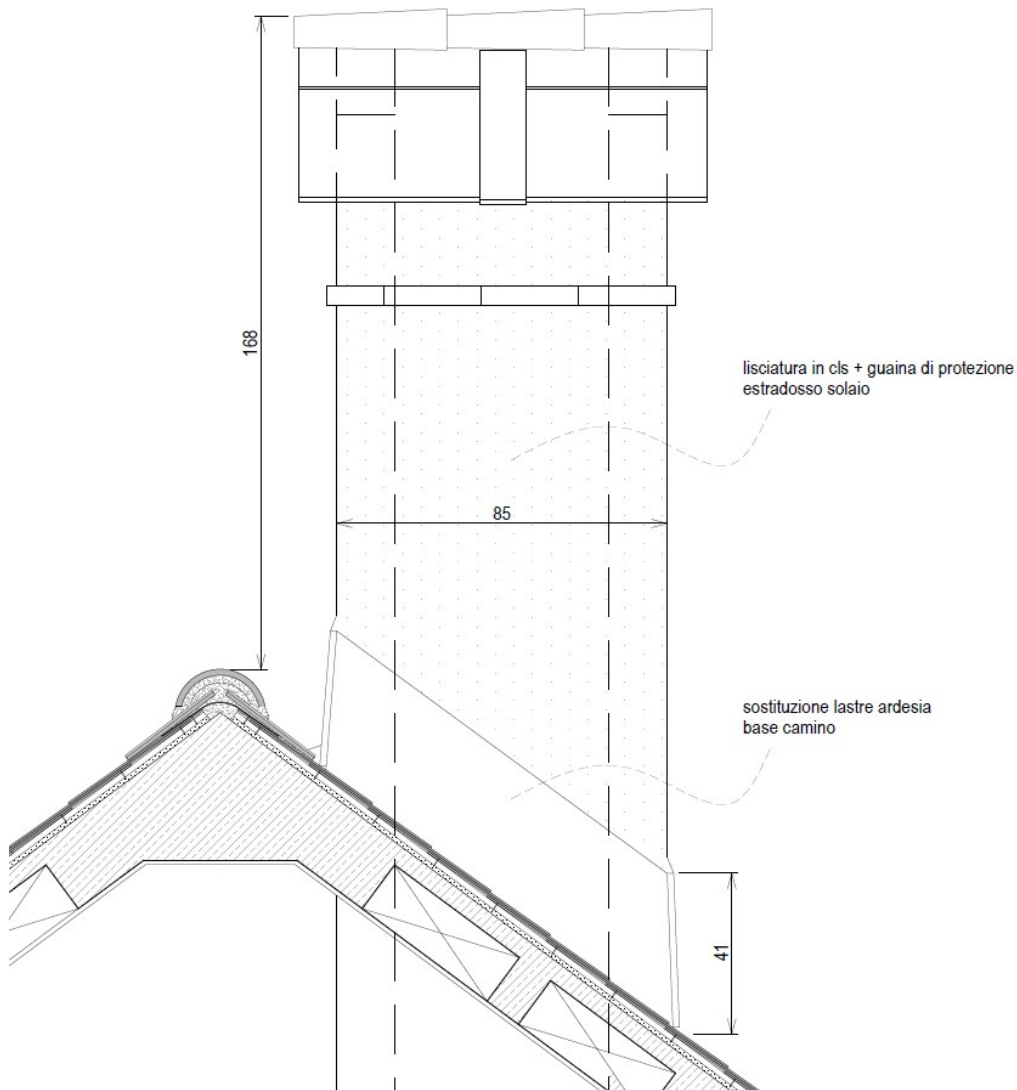 168
lisciatura in cls + guaina di protezione
estradosso solaio
85
sostituzione lastre ardesia
base camino
41